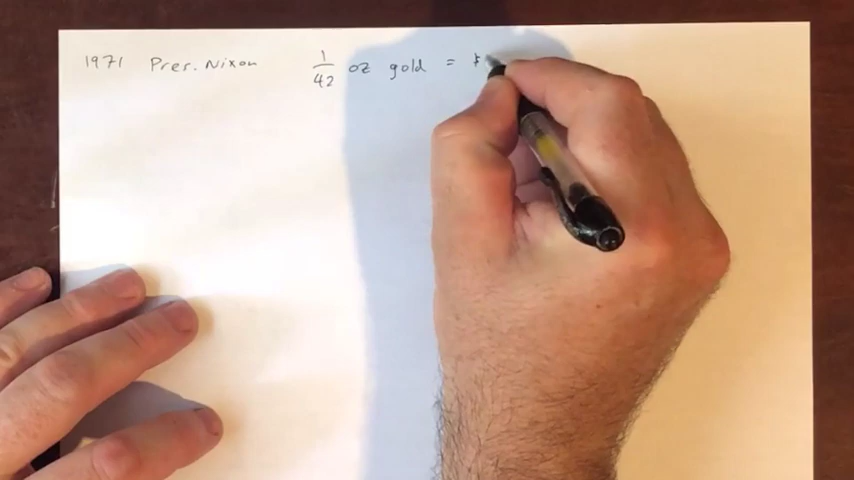 1971 Pres. Nixon 1/42 oz gold = $